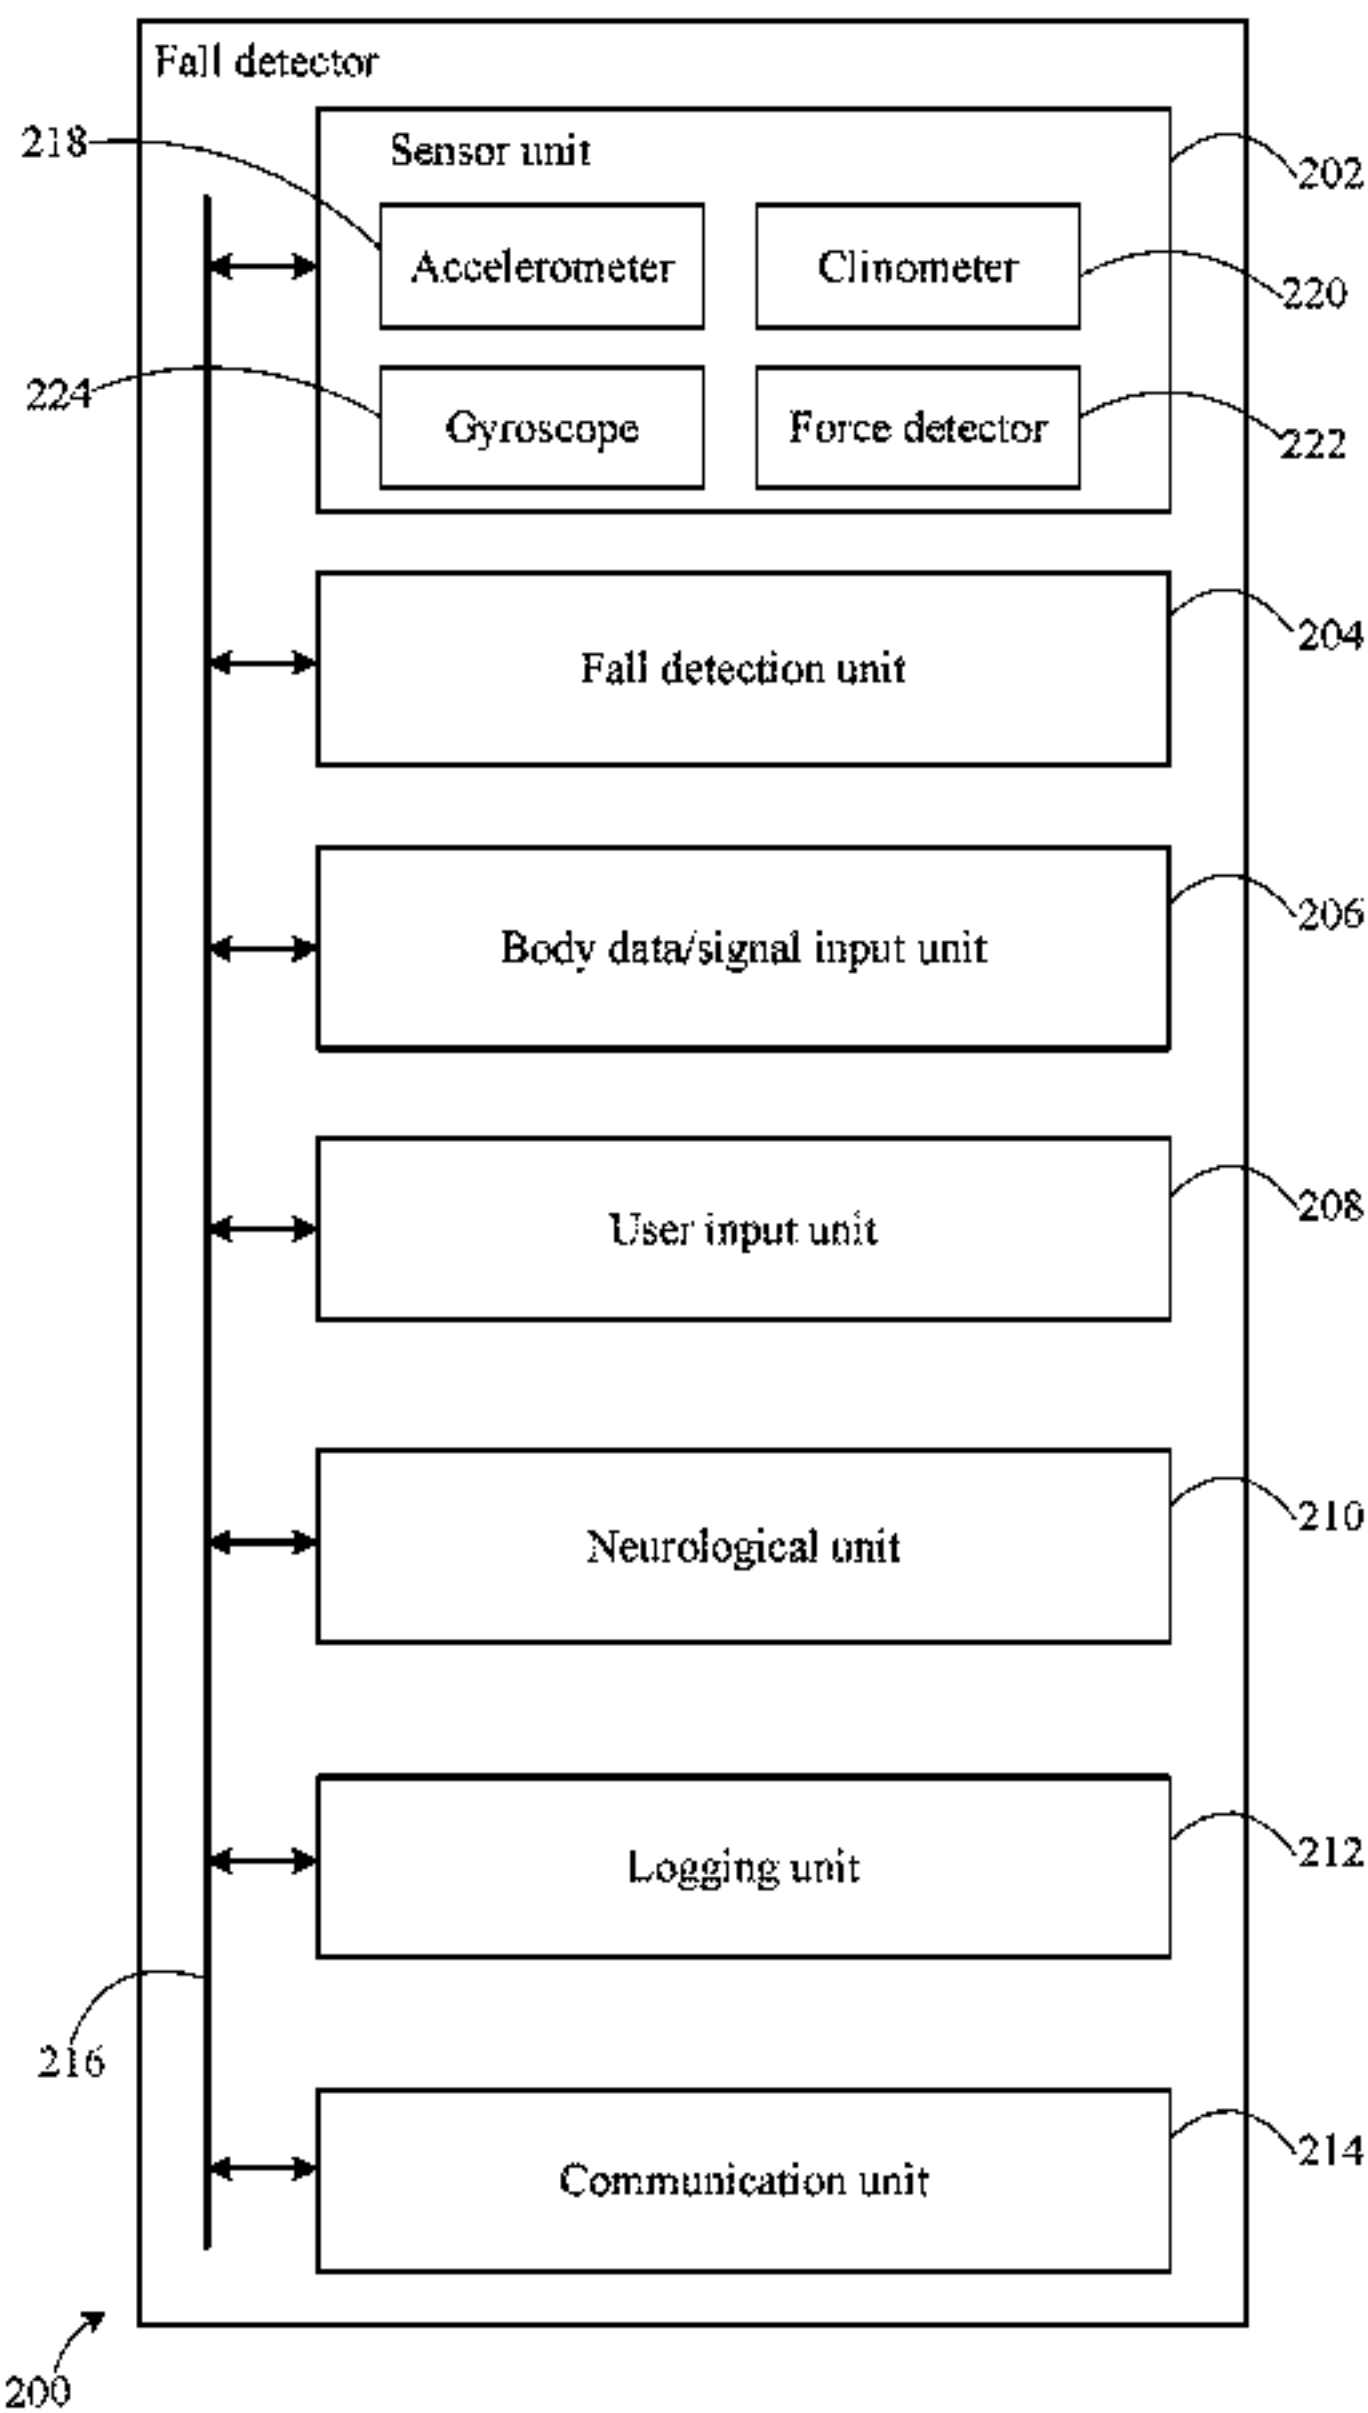 Fall detector
218
Sensor unit
202
Accelerometer
Clinometer
220
224
Gyroscope
Force detector
222
204
Fall detection unit
206
Body data/signal input unit
208
User input unit
210
Neurological unit
212
Logging unit
216
214
Communication unit
200